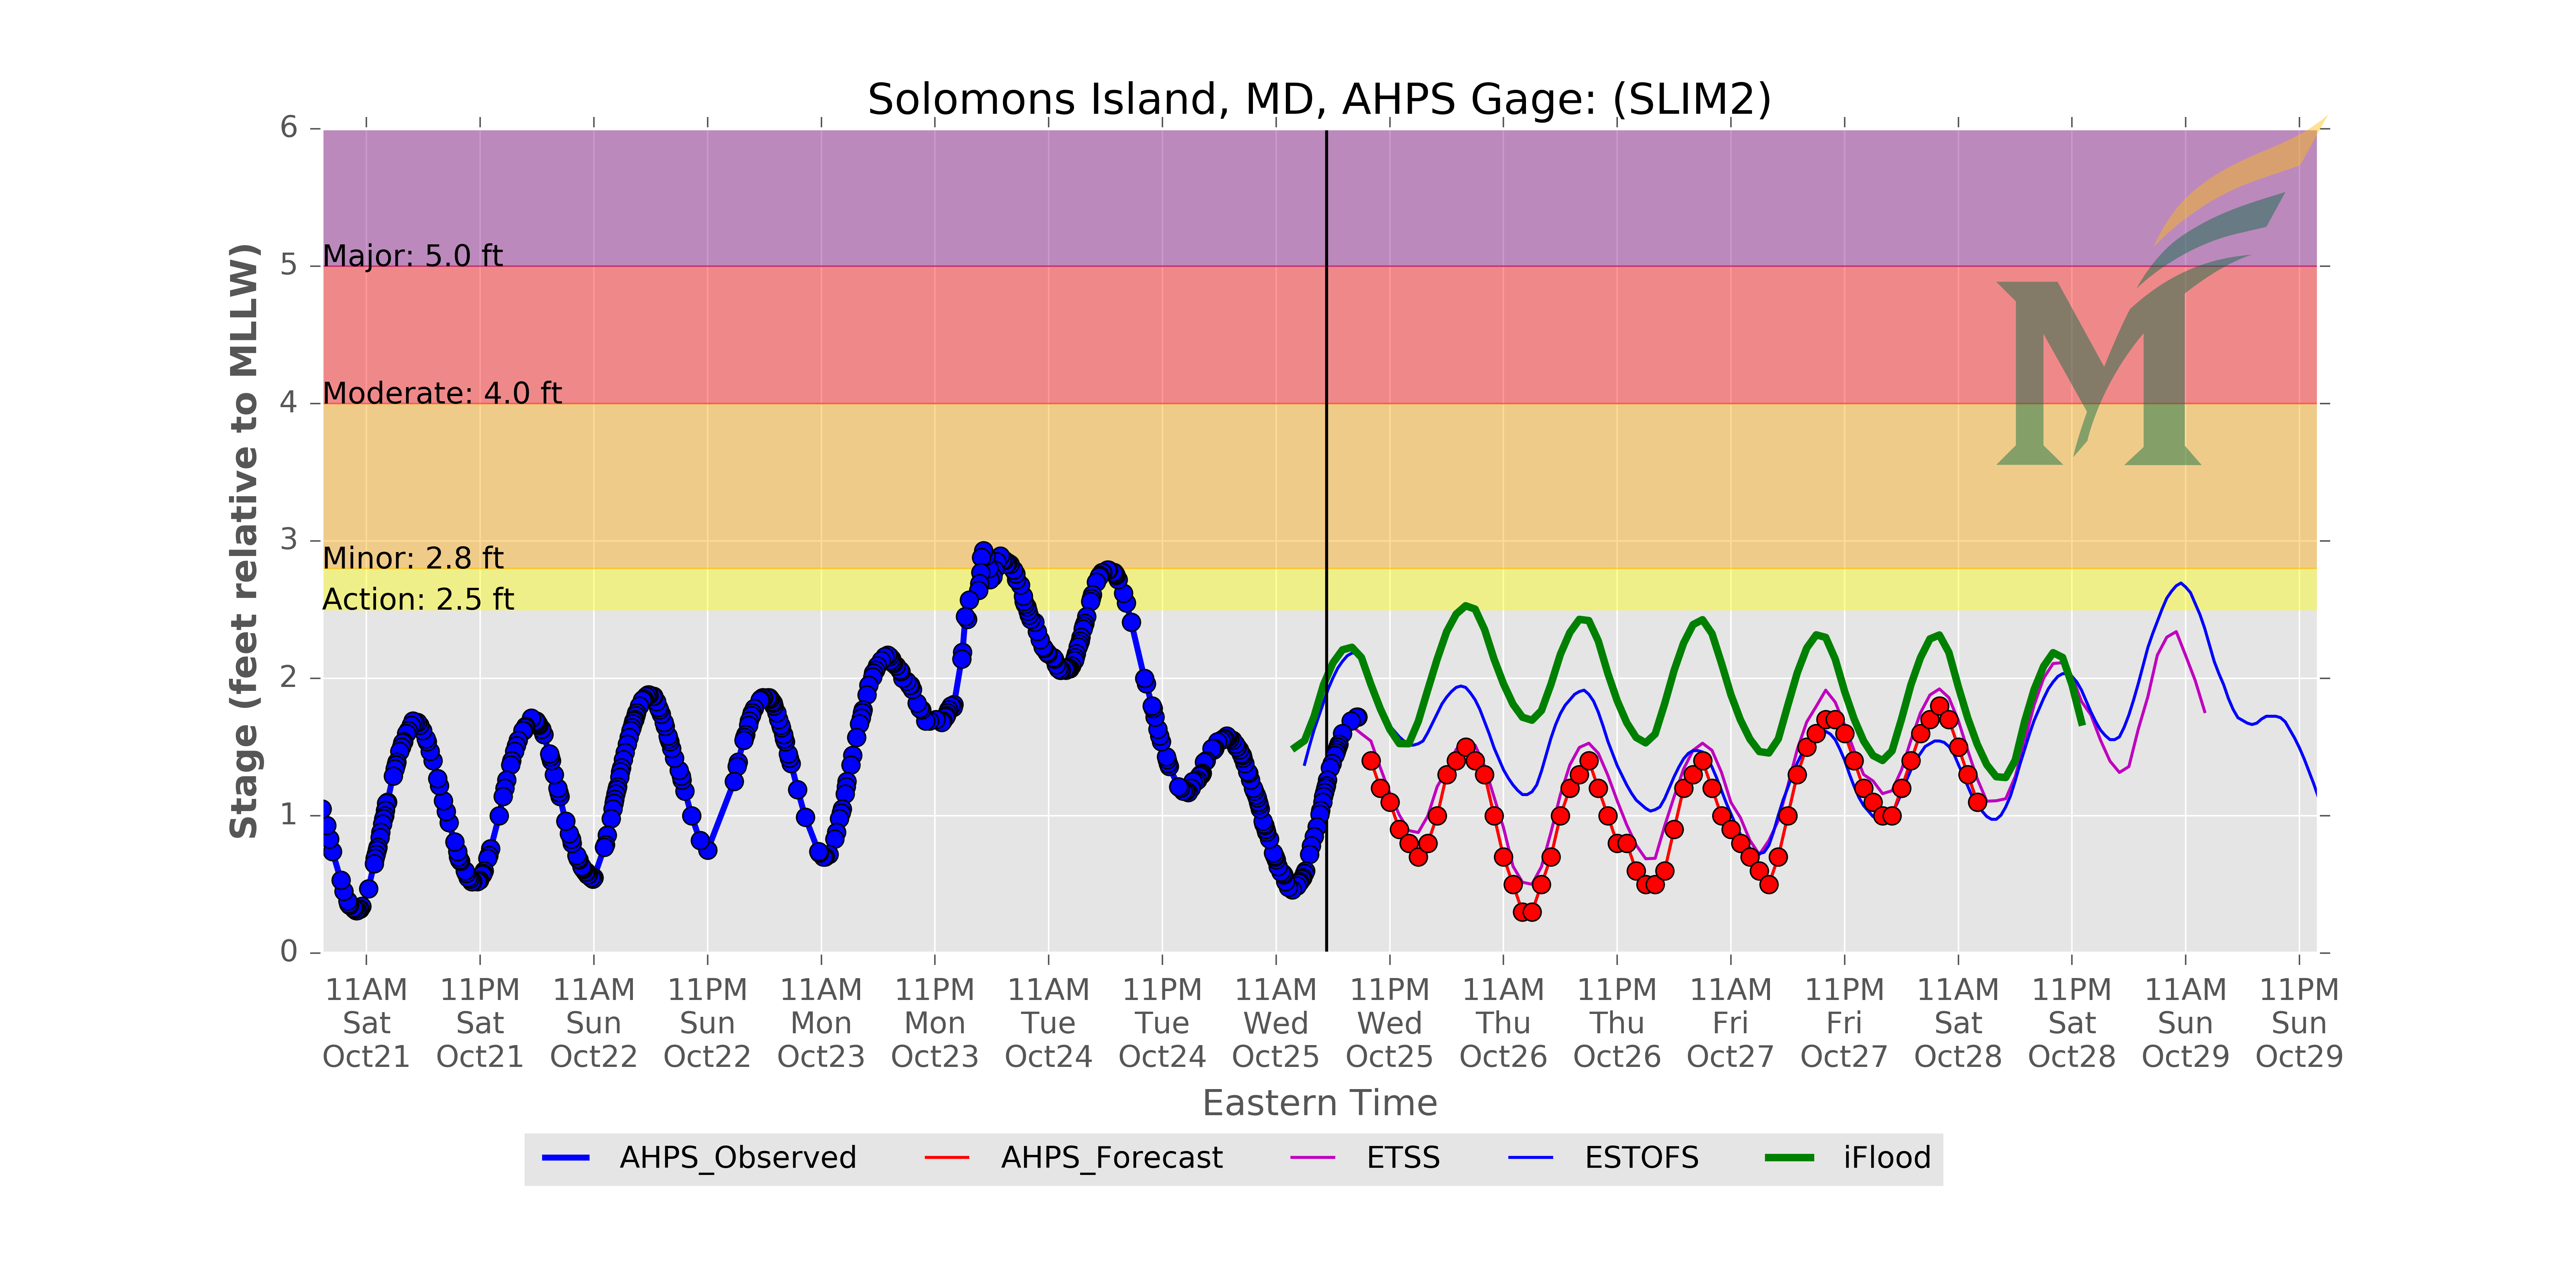 Solomons Island, MD, AHPS Gage: (SLIM2)
Stage (feet relative to MLLW)
6
5
4
3
2
1
0
Major: 5.0 ft
Moderate: 4.0 ft
Minor: 2.8 ft
Action: 2.5 ft
M
11AM 11PM 11AM 11PM 11AM 11PM 11AM 11PM 11AM 11PM 11AM 11PM 11AM 11PM 11AM 11PM 11AM 11PM
Sat Sat Sun Sun Mon Mon Tue Tue Wed Wed Thu Thu Fri Fri Sat Sat Sun Sun
Oct21 Oct21 Oct22 Oct22 Oct23 Oct23 Oct24 Oct24 Oct25 Oct25 Oct26 Oct26 Oct27 Oct27 Oct28 Oct28 Oct29 Oct29
Eastern Time
AHPS_Observed AHPS_Forecast ETSS ESTOFS iFlood